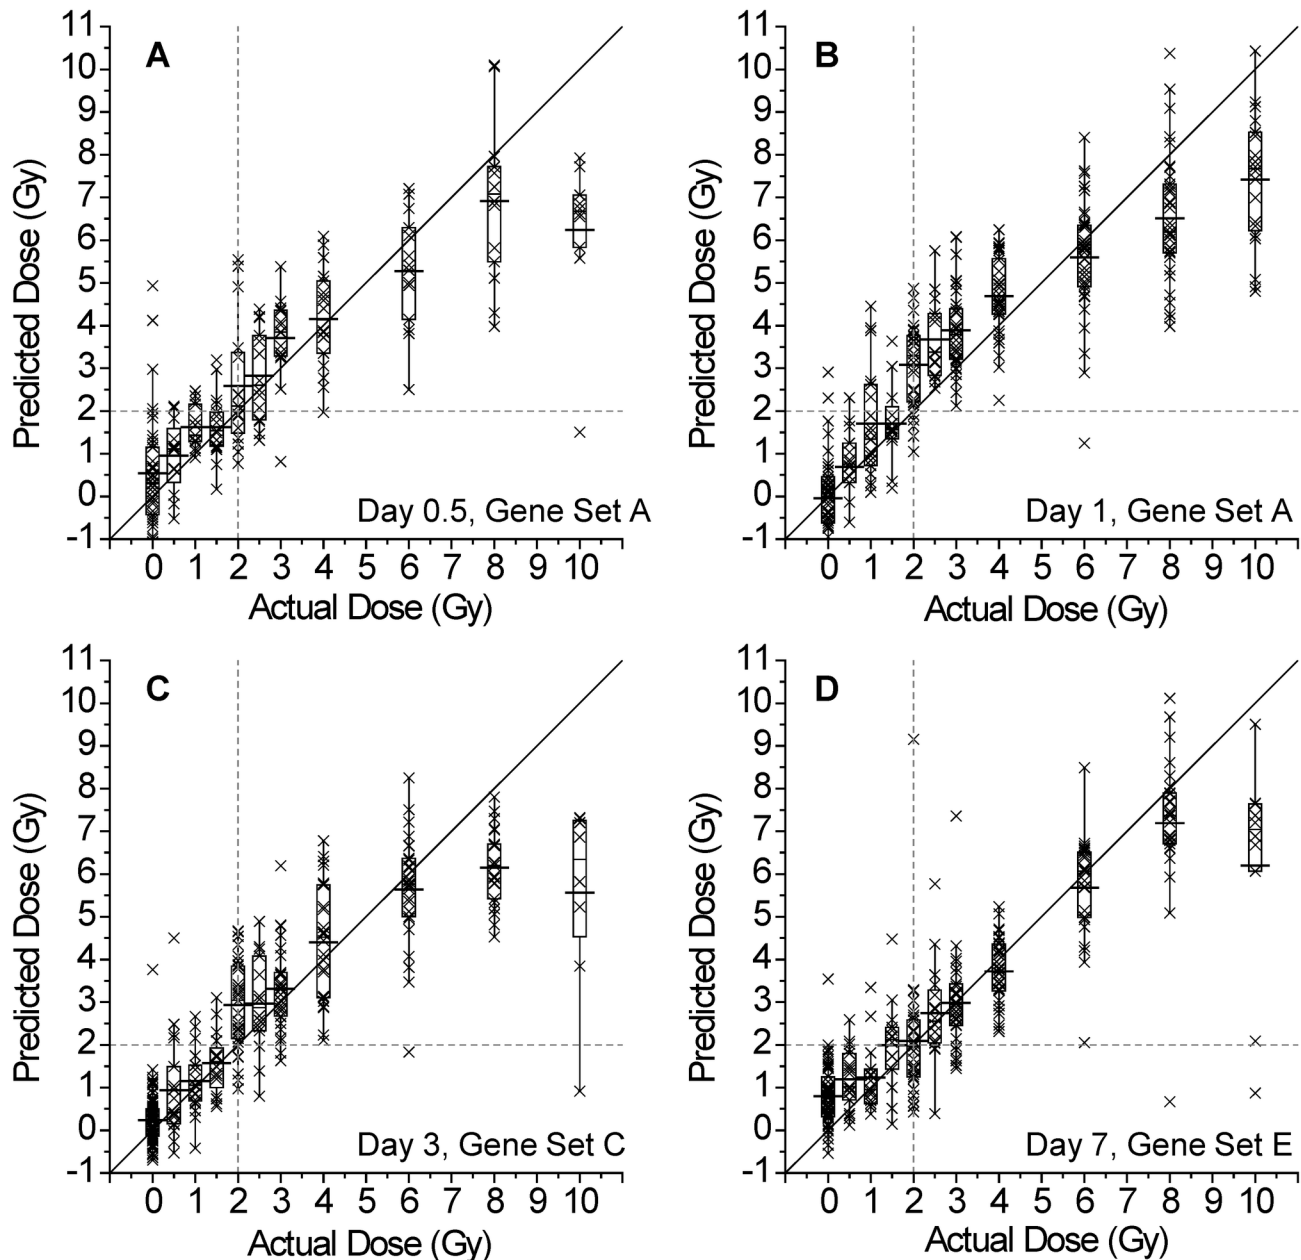 A
Predicted Dose (Gy)
11
10
9
8
7
6
5
4
3
2
1
0
-1
Day 0.5, Gene Set A
0 1 2 3 4 5 6 7 8 9 10
Actual Dose (Gy)
B
Predicted Dose (Gy)
11
10
9
8
7
6
5
4
3
2
1
0
-1
Day 1, Gene Set A
0 1 2 3 4 5 6 7 8 9 10
Actual Dose (Gy)
C
Predicted Dose (Gy)
11
10
9
8
7
6
5
4
3
2
1
0
-1
Day 3, Gene Set C
0 1 2 3 4 5 6 7 8 9 10
Actual Dose (Gy)
D
Predicted Dose (Gy)
11
10
9
8
7
6
5
4
3
2
1
0
-1
Day 7, Gene Set E
0 1 2 3 4 5 6 7 8 9 10
Actual Dose (Gy)